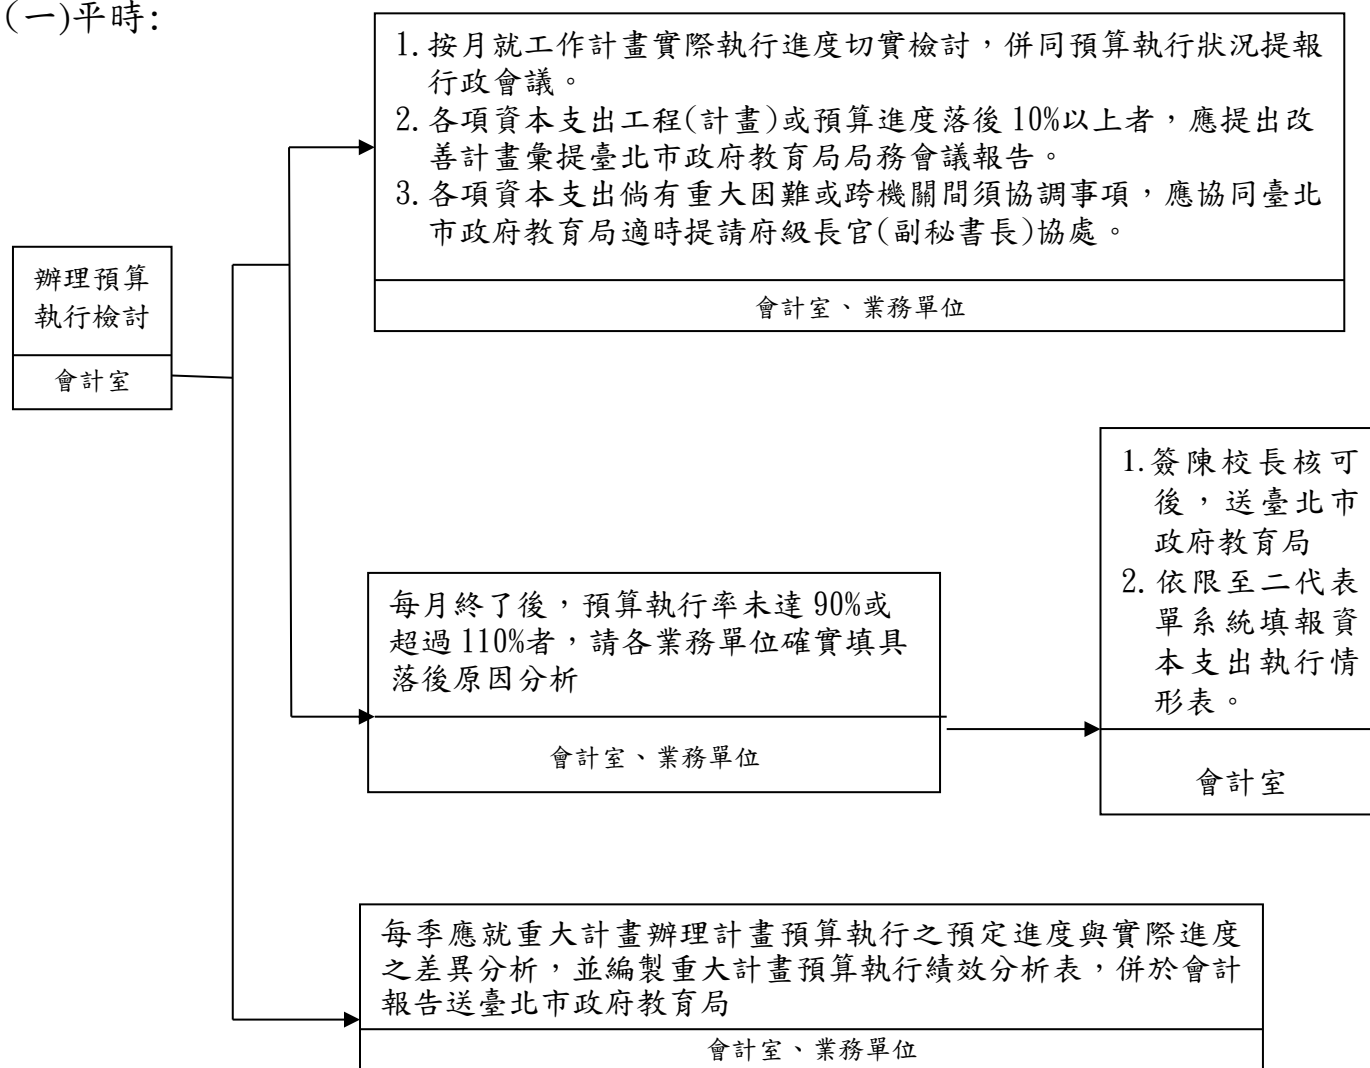 (一)平時:
1.按月就工作計畫實際執行進度切實檢討，併同預算執行狀況提報
行政會議。
2.各項資本支出工程(計畫)或預算進度落後10%以上者，應提出改
善計畫彙提臺北市政府教育局局務會議報告。
3.各項資本支出倘有重大困難或跨機關間須協調事項，應協同臺北
市政府教育局適時提請府級長官(副秘書長)協處。
會計室、業務單位
辦理預算
執行檢討
會計室
每月終了後，預算執行率未達90%或
超過110%者，請各業務單位確實填具
落後原因分析
會計室、業務單位
1.簽陳校長核可
後，送臺北市
政府教育局
2.依限至二代表
單系統填報資
本支出執行情
形表。
會計室
每季應就重大計畫辦理計畫預算執行之預定進度與實際進度
之差異分析，並編製重大計畫預算執行績效分析表，併於會計
報告送臺北市政府教育局
會計室、業務單位